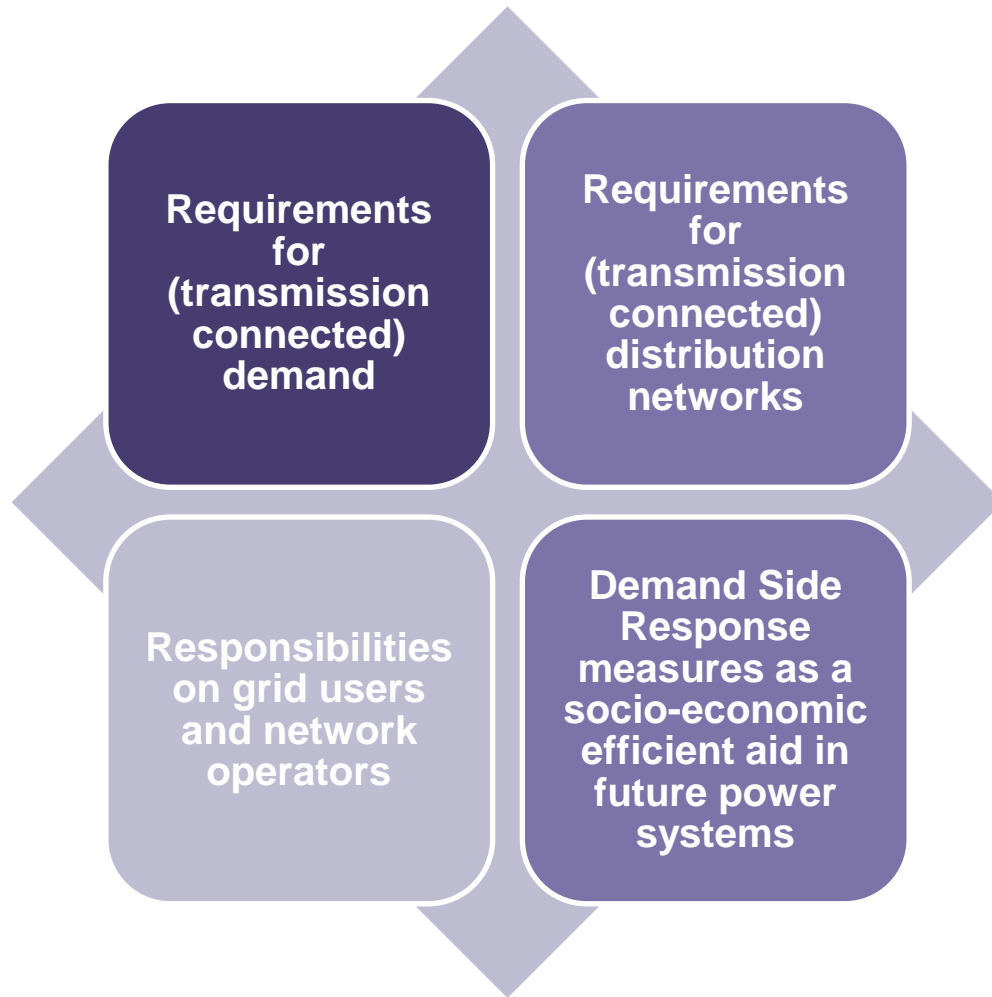 Requirements
for
(transmission
connected)
demand
Requirements
for
(transmission
connected)
distribution
networks
Responsibilities
on grid users
and network
operators
Demand Side
Response
measures as a
socio-economic
efficient aid in
future power
systems